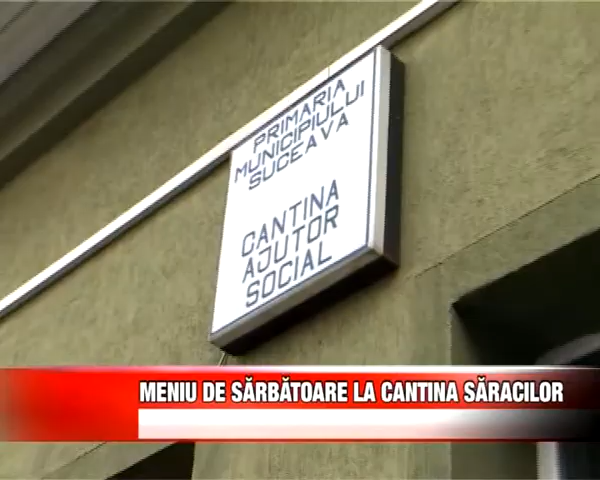 PRIMARIA
MUNICIPIULUI
SUCEAVA
CANTINA
AJUTOR
SOCIAL
MENIU DE SĂRBĂTOARE LA CANTINA SĂRACILOR